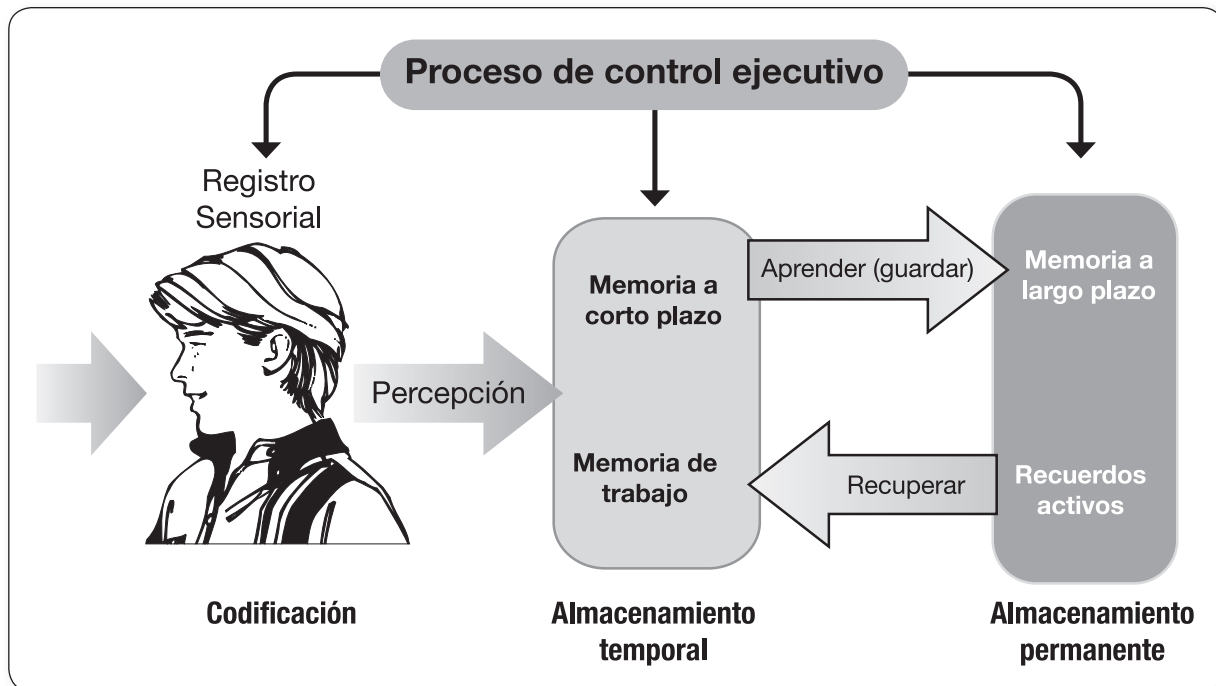 Proceso de control ejecutivo
Registro
Sensorial
Percepción
Memoria a
corto plazo
Memoria de
trabajo
Aprender (guardar)
Recuperar
Memoria a
largo plazo
Recuerdos
activos
Codificación
Almacenamiento
temporal
Almacenamiento
permanente